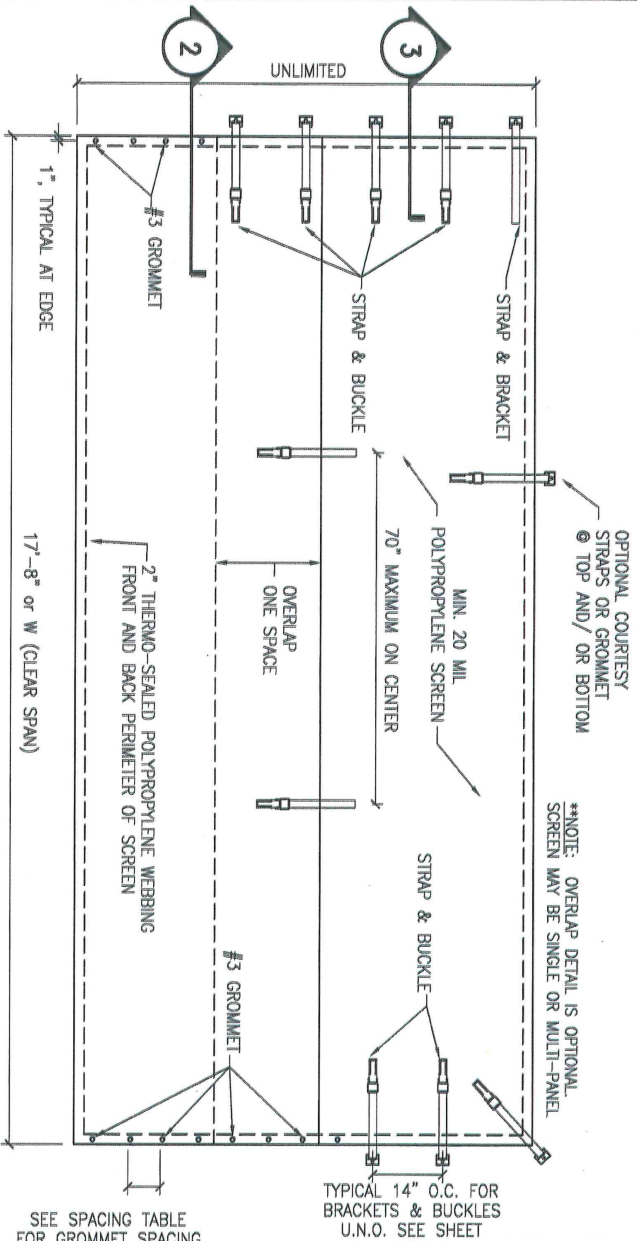 OPTIONAL COURTESY
STRAPS OR GROMMET
@ TOP AND/ OR BOTTOM
**NOTE: OVERLAP DETAIL IS OPTIONAL.
SCREEN MAY BE SINGLE OR MULTI-PANEL
3
2
UNLIMITED
STRAP & BRACKET
STRAP & BUCKLE
MIN. 20 MIL
POLYPROPYLENE SCREEN
70" MAXIMUM ON CENTER
STRAP & BUCKLE
OVERLAP
ONE SPACE
#3 GROMMET
#3 GROMMET
1", TYPICAL AT EDGE
2" THERMO-SEALED POLYPROPYLENE WEBBING
FRONT AND BACK PERIMETER OF SCREEN
17'-8" or W (CLEAR SPAN)
TYPICAL 14" O.C. FOR
BRACKETS & BUCKLES
U.N.O. SEE SHEET
SEE SPACING TABLE
FOR GROMMET SPACING